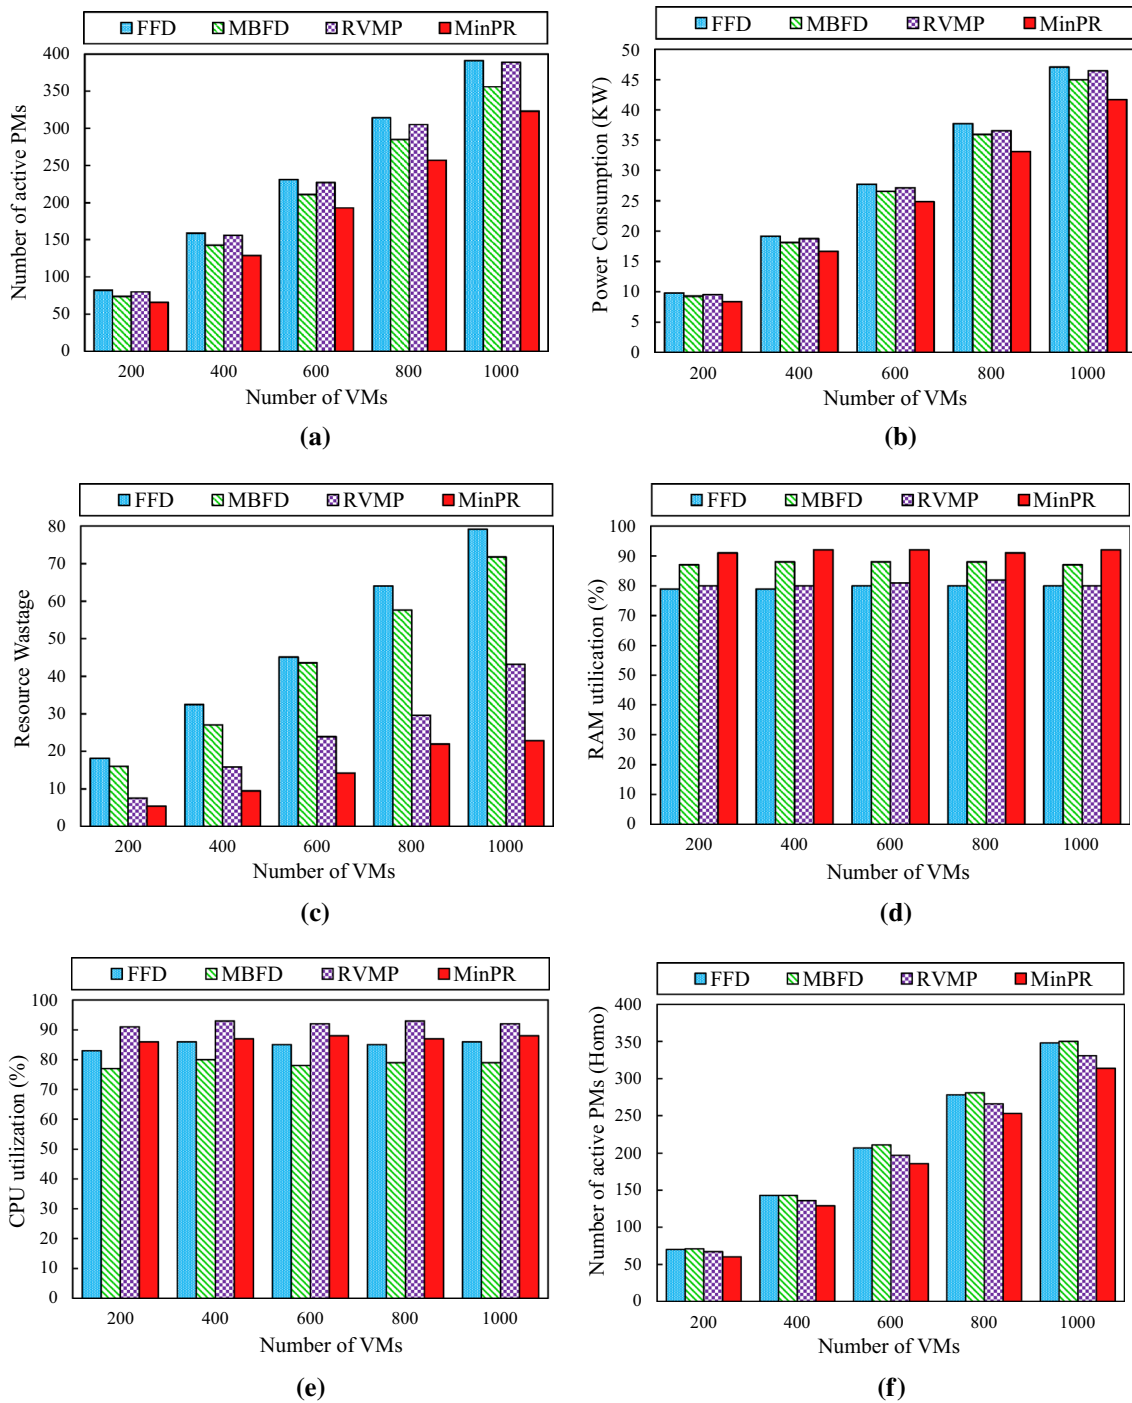 FFD MBFD RVMP MinPR
400
350
300
250
200
150
100
50
0
Number of active PMs
200 400 600 800 1000
Number of VMs
(a)
FFD MBFD RVMP MinPR
50
45
40
35
30
25
20
15
10
5
0
Power Consumption (KW)
200 400 600 800 1000
Number of VMs
(b)
FFD MBFD RVMP MinPR
80
70
60
50
40
30
20
10
0
Resource Wastage
200 400 600 800 1000
Number of VMs
(c)
FFD MBFD RVMP MinPR
100
90
80
70
60
50
40
30
20
10
0
RAM utilication (%)
200 400 600 800 1000
Number of VMs
(d)
FFD MBFD RVMP MinPR
100
90
80
70
60
50
40
30
20
10
0
CPU utilization (%)
200 400 600 800 1000
Number of VMs
(e)
FFD MBFD RVMP MinPR
400
350
300
250
200
150
100
50
0
Number of active PMs (Homo)
200 400 600 800 1000
Number of VMs
(f)